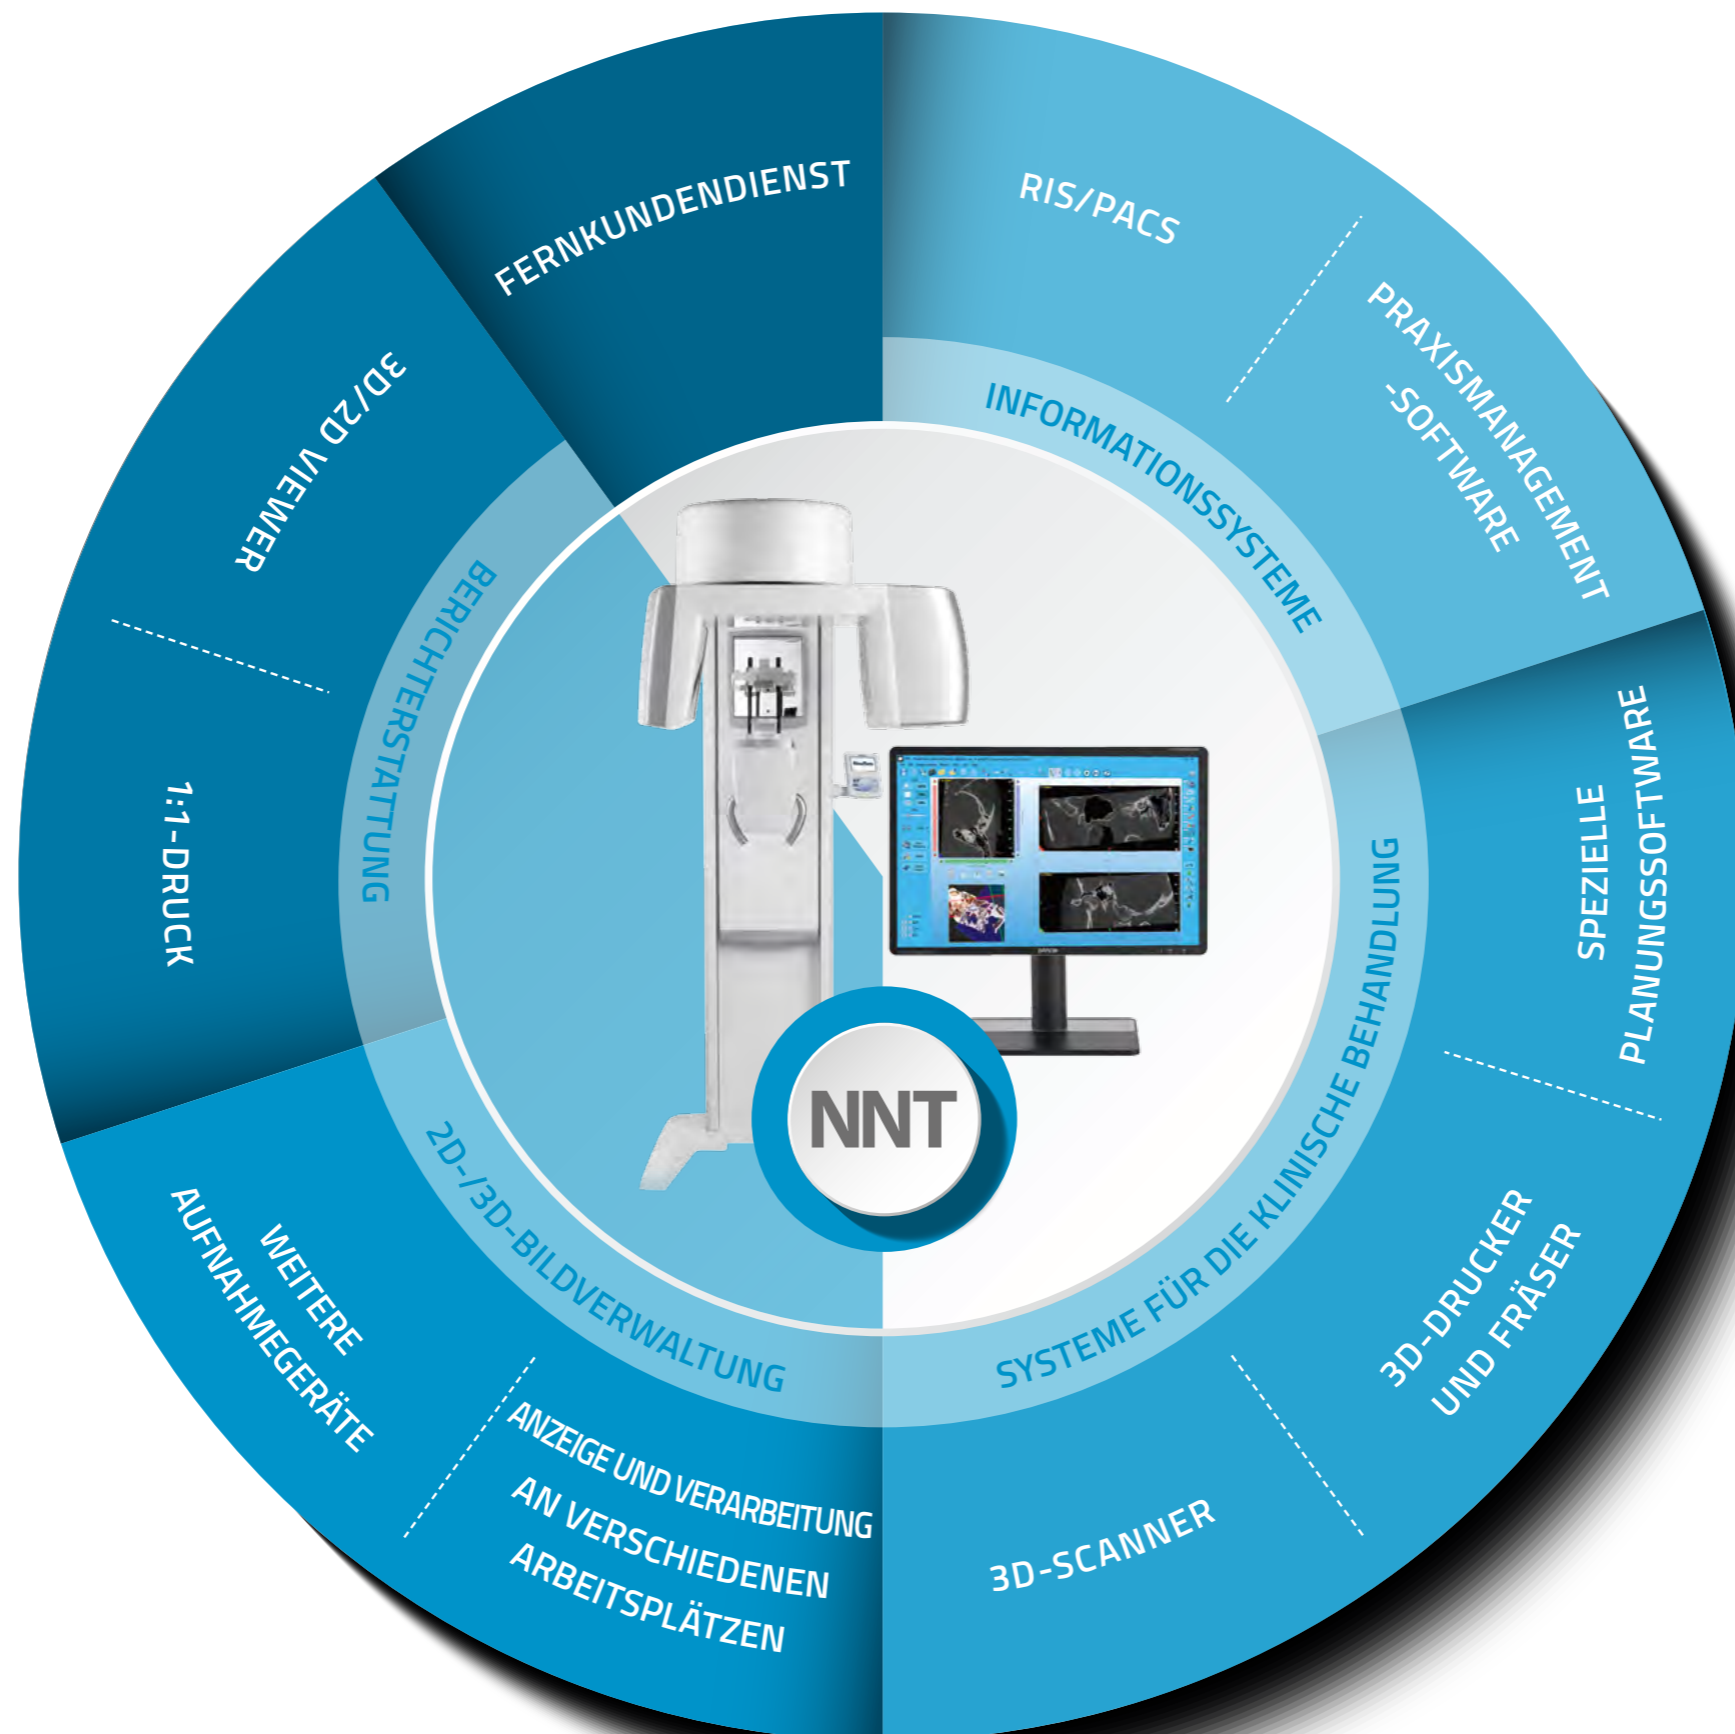 FERNKUNDENDIENST
RIS/PACS
PRAXISMANAGEMENT
-SOFTWARE
INFORMATIONSSYSTEME
SPEZIELLE
PLANUNGSSOFTWARE
3D-DRUCKER
UND FRÄSER
3D-SCANNER
SYSTEME FÜR DIE KLINISCHE BEHANDLUNG
ANZEIGE UND VERARBEITUNG
AN VERSCHIEDENEN
ARBEITSPLÄTZEN
WEITERE
AUFNAHMEGERÄTE
2D-/3D-BILDVERWALTUNG
1:1-DRUCK
3D/2D VIEWER
BERICHTERSTATTUNG
NNT